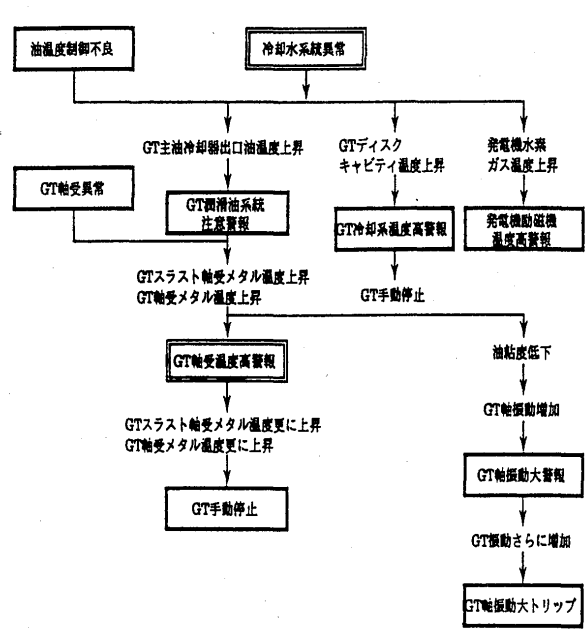 油温度制御不良
冷却水系統異常
GT主油冷却器出口油温度上昇
GTディスク
キャビティ温度上昇
発電機水素
ガス温度上昇
GT軸受異常
GT潤滑油系統
注意警報
GT冷却系温度高警報
発電機励磁機
温度高警報
GTスラスト軸受メタル温度上昇
GT軸受メタル温度上昇
GT手動停止
GT軸受温度高警報
油粘度低下
GTスラスト軸受メタル温度更に上昇
GT軸受メタル温度更に上昇
GT軸振動増加
GT軸振動大警報
GT手動停止
GT振動さらに増加
GT軸振動大トリップ